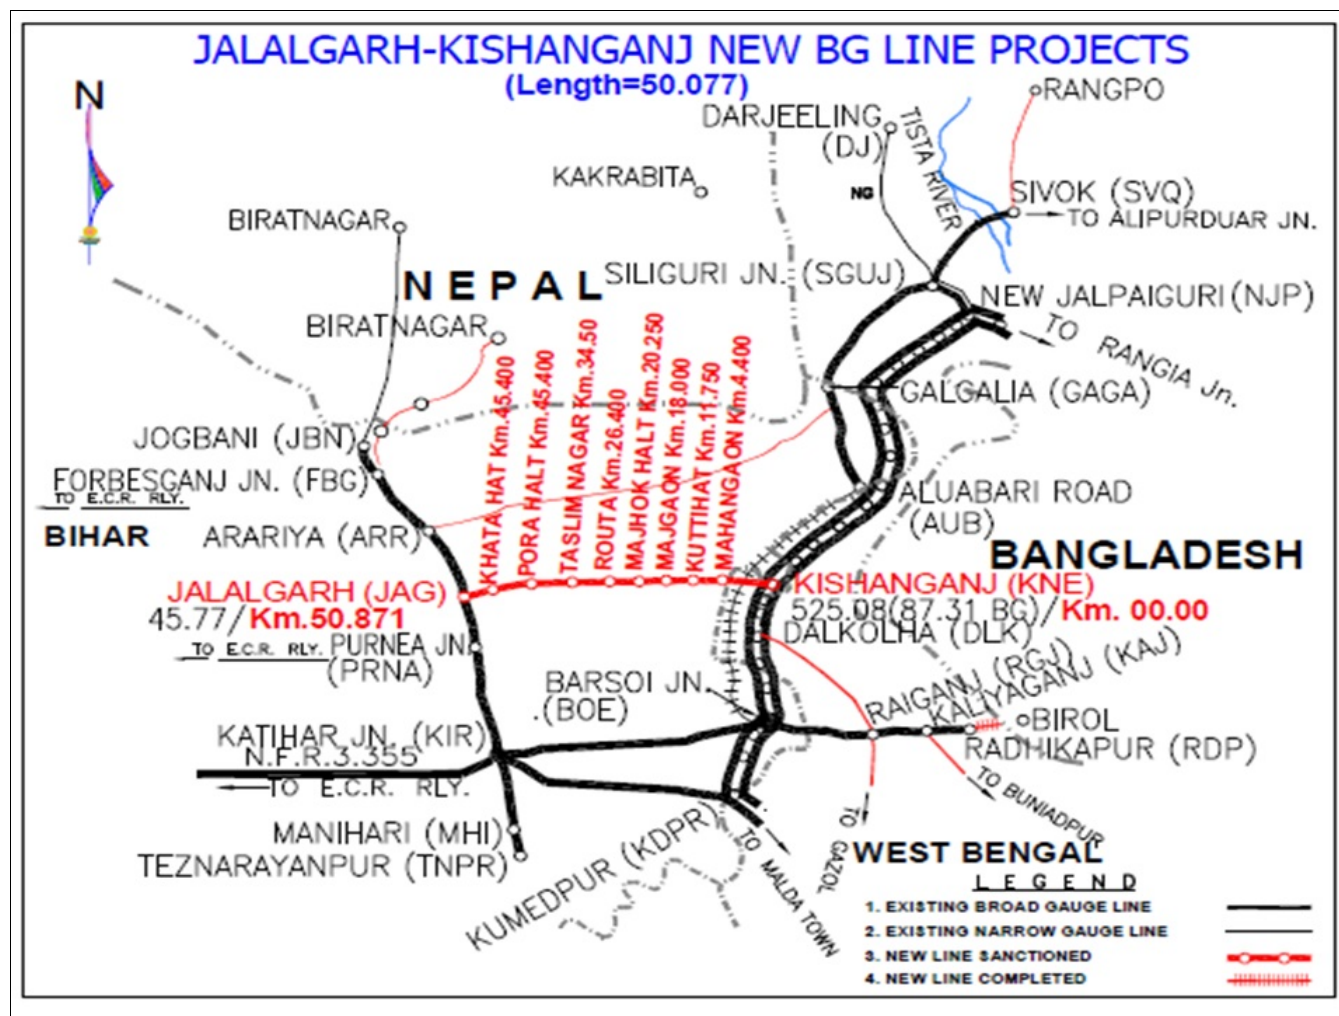 JALALGARH-KISHANGANJ NEW BG LINE PROJECTS
(Length=50.077)
N
RANGPO
DARJEELING
(DJ)
TISTA RIVER
KAKRABITA
NG
SIVOK (SVQ)
TO ALIPURDUAR JN.
BIRATNAGAR
SILIGURI JN. (SGUJ)
NEPAL
NEW JALPAIGURI (NJP)
BIRATNAGAR
TO RANGIA Jn.
KHATA HAT Km.45.400
PORA HALT Km.45.400
TASLIM NAGAR Km.34.50
ROUTA Km.26.400
MAJHOK HALT Km.20.250
MAJGAON Km.18.000
KUTTIHAT Km.11.750
MAHANGAON Km.4.400
GALGALIA (GAGA)
JOGBANI (JBN)
FORBESGANJ JN. (FBG)
TO E.C.R. RLY.
ALUABARI ROAD
(AUB)
BIHAR
ARARIYA (ARR)
BANGLADESH
JALALGARH (JAG)
45.77/Km.50.871
KISHANGANJ (KNE)
525.08(87.31 BG)/Km. 00.00
TO E.C.R. RLY.
PURNEA JN.
(PRNA)
DALKOLHA (DLK)
BARSOI JN.
.(BOE)
RAIGANJ (RGJ)
KALIYAGANJ (KAJ)
BIROL
RADHIKAPUR (RDP)
KATIHAR JN. (KIR)
N.F.R.3.355
TO E.C.R. RLY.
TO BUNIADPUR
MANIHARI (MHI)
TEZNARAYANPUR (TNPR)
KUMEDPUR (KDPR)
TO MALDA TOWN
TO GAZOL
WEST BENGAL
LEGEND
1. EXISTING BROAD GAUGE LINE
2. EXISTING NARROW GAUGE LINE
3. NEW LINE SANCTIONED
4. NEW LINE COMPLETED